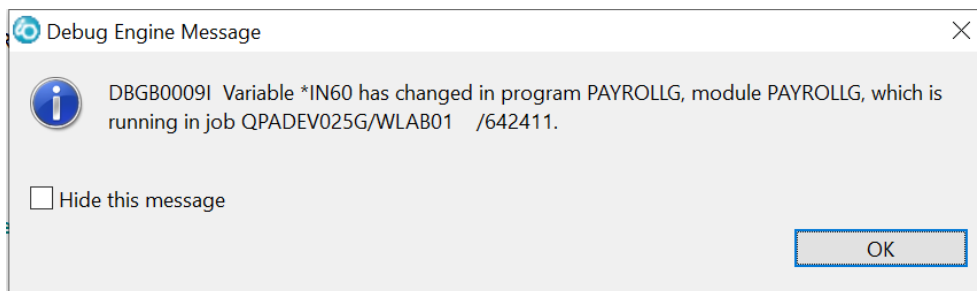 Debug Engine Message
DBGB0009I  Variable *IN60 has changed in program PAYROLLG, module PAYROLLG, which is
running in job QPADEV025G/WLAB01    /642411.
Hide this message
OK